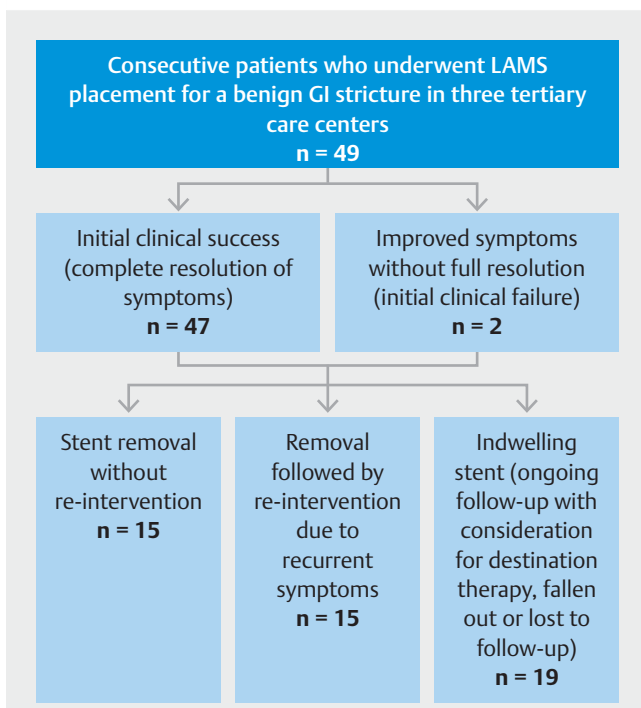 Consecutive patients who underwent LAMS
placement for a benign GI stricture in three tertiary
care centers
n = 49
Initial clinical success
(complete resolution of
symptoms)
n = 47
Improved symptoms
without full resolution
(initial clinical failure)
n = 2
Stent removal
without
re-intervention
n = 15
Removal
followed by
re-intervention
due to
recurrent
symptoms
n = 15
Indwelling
stent (ongoing
follow-up with
consideration
for destination
therapy, fallen
out or lost to
follow-up)
n = 19